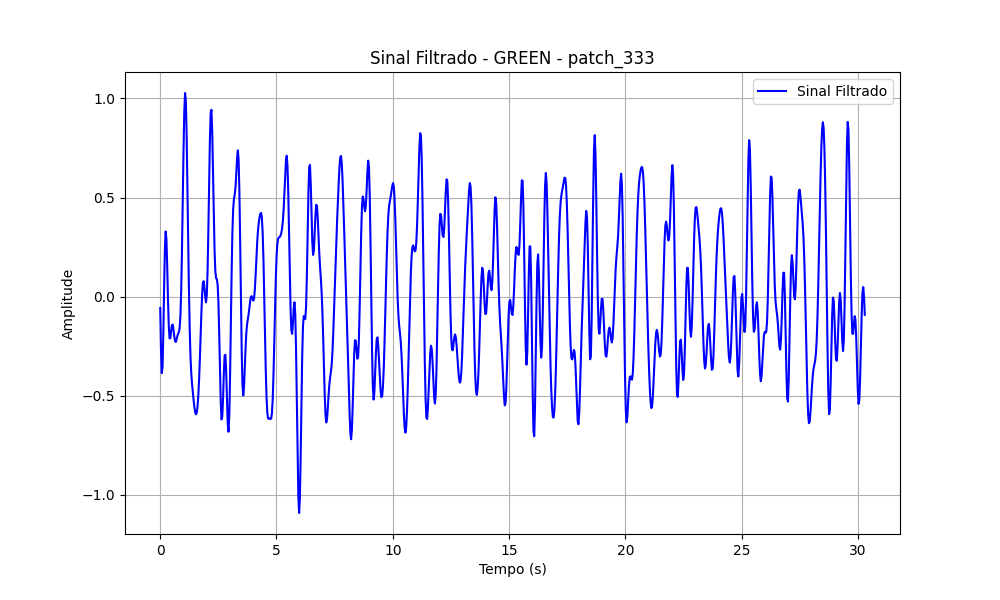 Sinal Filtrado - GREEN - patch_333
Sinal Filtrado
1.0
0.5
0.0
−0.5
−1.0
Amplitude
0 5 10 15 20 25 30
Tempo (s)